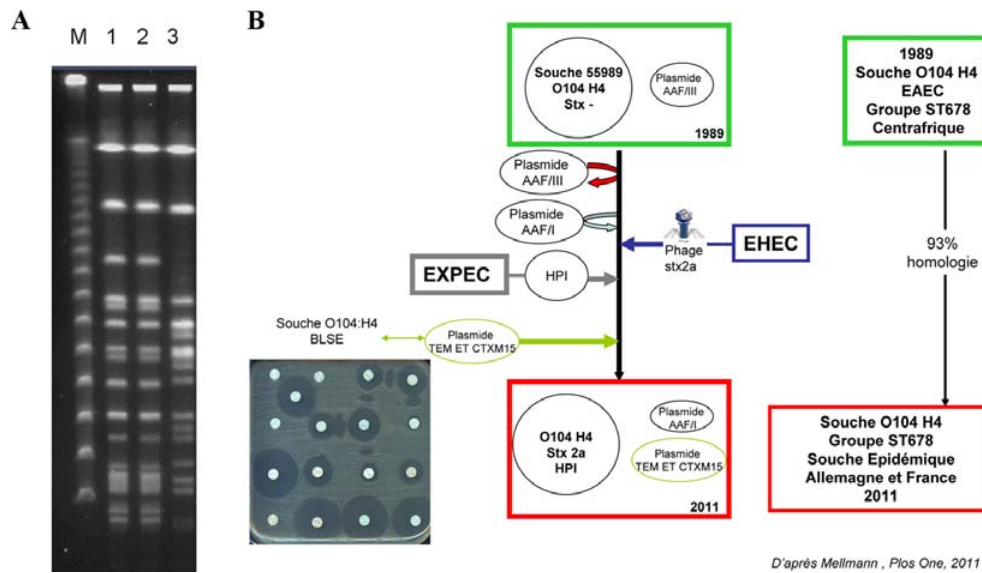 A
M 1 2 3
B
Souche 55989
O104 H4
Stx -
Plasmide
AAF/III
1989
Plasmide
AAF/III
Plasmide
AAF/I
Phage
stx2a
EHEC
EXPEC
HPI
Souche O104:H4
BLSE
Plasmide
TEM ET CTXM15
O104 H4
Stx 2a
HPI
Plasmide
AAF/I
Plasmide
TEM ET CTXM15
2011
1989
Souche O104 H4
EAEC
Groupe ST678
Centrafrique
93%
homologie
Souche O104 H4
Groupe ST678
Souche Epidémique
Allemagne et France
2011
D'après Mellmann , Plos One, 2011